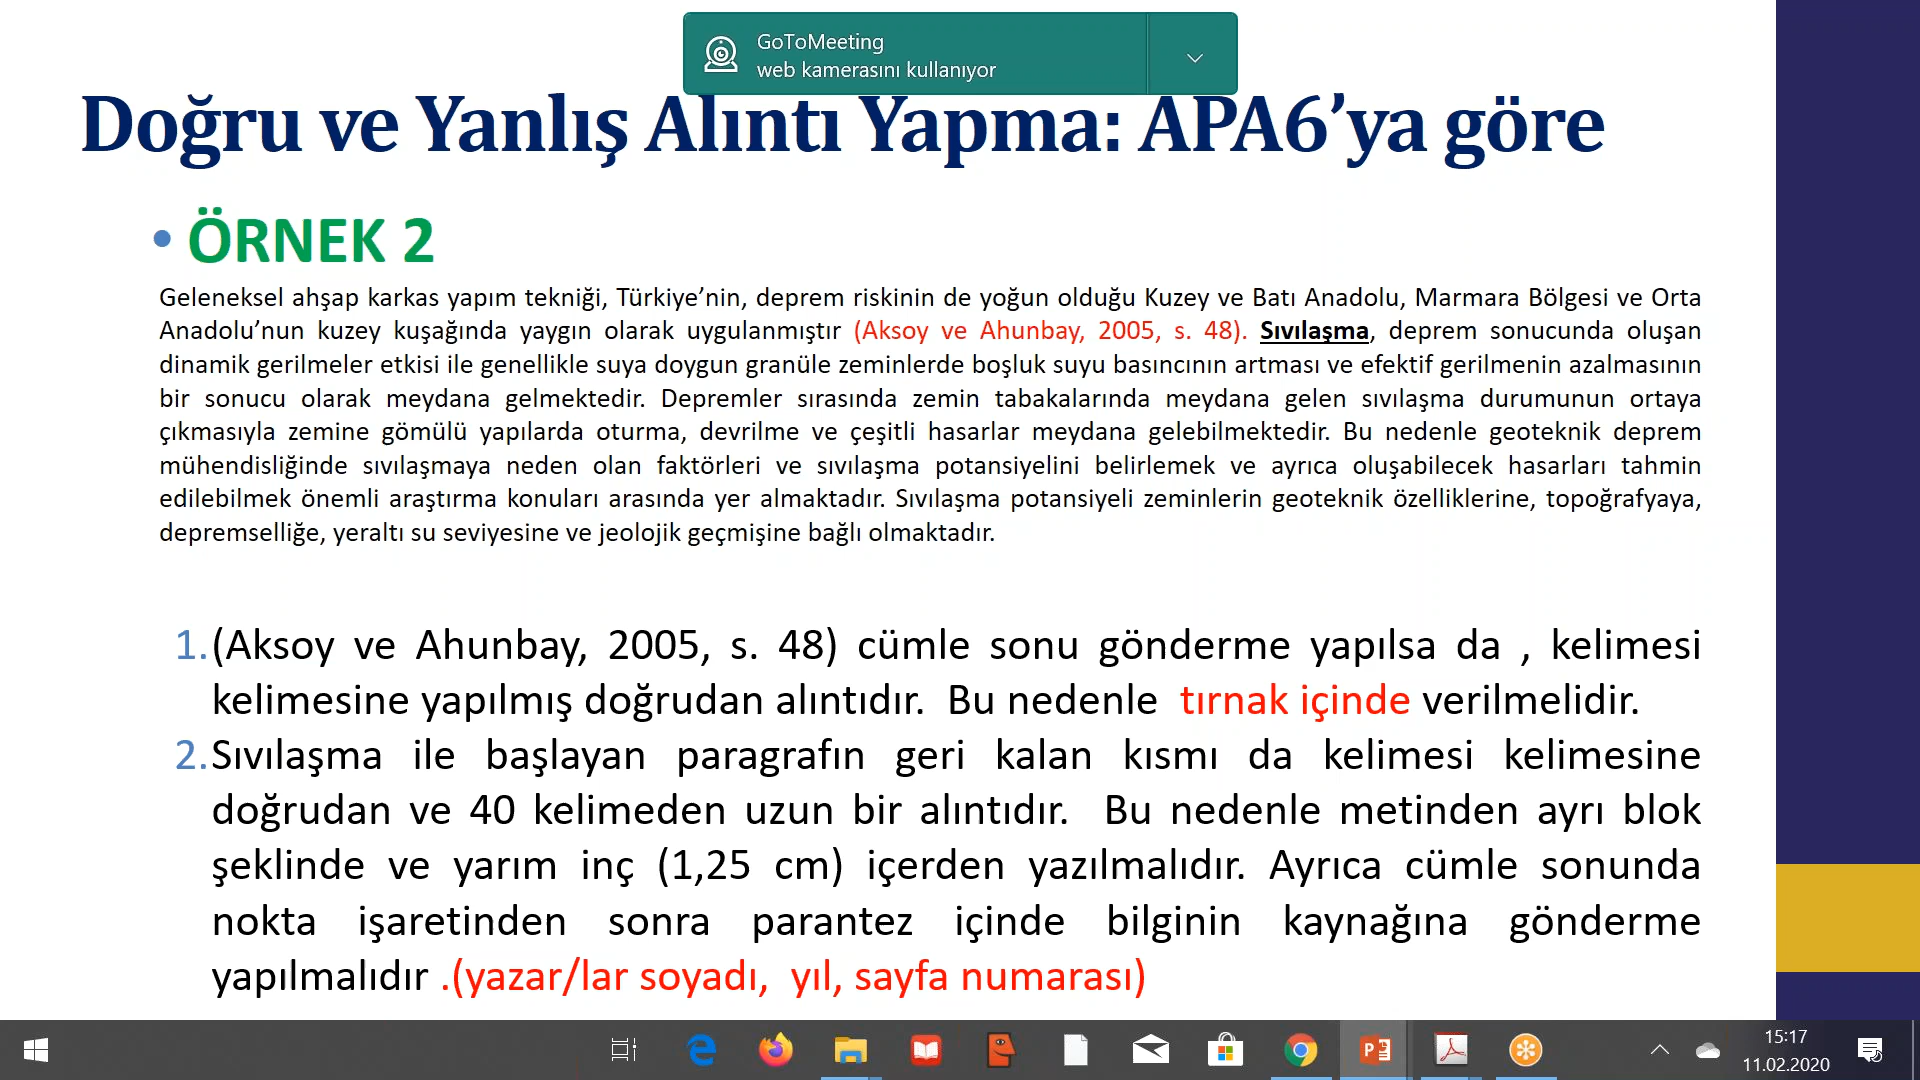 GoToMeeting
web kamerasını kullanıyor
Doğru ve Yanlış Alıntı Yapma: APA6’ya göre
• ÖRNEK 2
Geleneksel ahşap karkas yapım tekniği, Türkiye’nin, deprem riskinin de yoğun olduğu Kuzey ve Batı Anadolu, Marmara Bölgesi ve Orta
Anadolu’nun kuzey kuşağında yaygın olarak uygulanmıştır (Aksoy ve Ahunbay, 2005, s. 48). Sıvılaşma, deprem sonucunda oluşan
dinamik gerilmeler etkisi ile genellikle suya doygun granüle zeminlerde boşluk suyu basıncının artması ve efektif gerilmenin azalmasının
bir sonucu olarak meydana gelmektedir. Depremler sırasında zemin tabakalarında meydana gelen sıvılaşma durumunun ortaya
çıkmasıyla zemine gömülü yapılarda oturma, devrilme ve çeşitli hasarlar meydana gelebilmektedir. Bu nedenle geoteknik deprem
mühendisliğinde sıvılaşmaya neden olan faktörleri ve sıvılaşma potansiyelini belirlemek ve ayrıca oluşabilecek hasarları tahmin
edilebilmek önemli araştırma konuları arasında yer almaktadır. Sıvılaşma potansiyeli zeminlerin geoteknik özelliklerine, topoğrafyaya,
depremselliğe, yeraltı su seviyesine ve jeolojik geçmişine bağlı olmaktadır.
1. (Aksoy ve Ahunbay, 2005, s. 48) cümle sonu gönderme yapılsa da , kelimesi
kelimesine yapılmış doğrudan alıntıdır. Bu nedenle tırnak içinde verilmelidir.
2. Sıvılaşma ile başlayan paragrafın geri kalan kısmı da kelimesi kelimesine
doğrudan ve 40 kelimeden uzun bir alıntıdır. Bu nedenle metinden ayrı blok
şeklinde ve yarım inç (1,25 cm) içerden yazılmalıdır. Ayrıca cümle sonunda
nokta işaretinden sonra parantez içinde bilginin kaynağına gönderme
yapılmalıdır .(yazar/lar soyadı, yıl, sayfa numarası)
15:17
11.02.2020